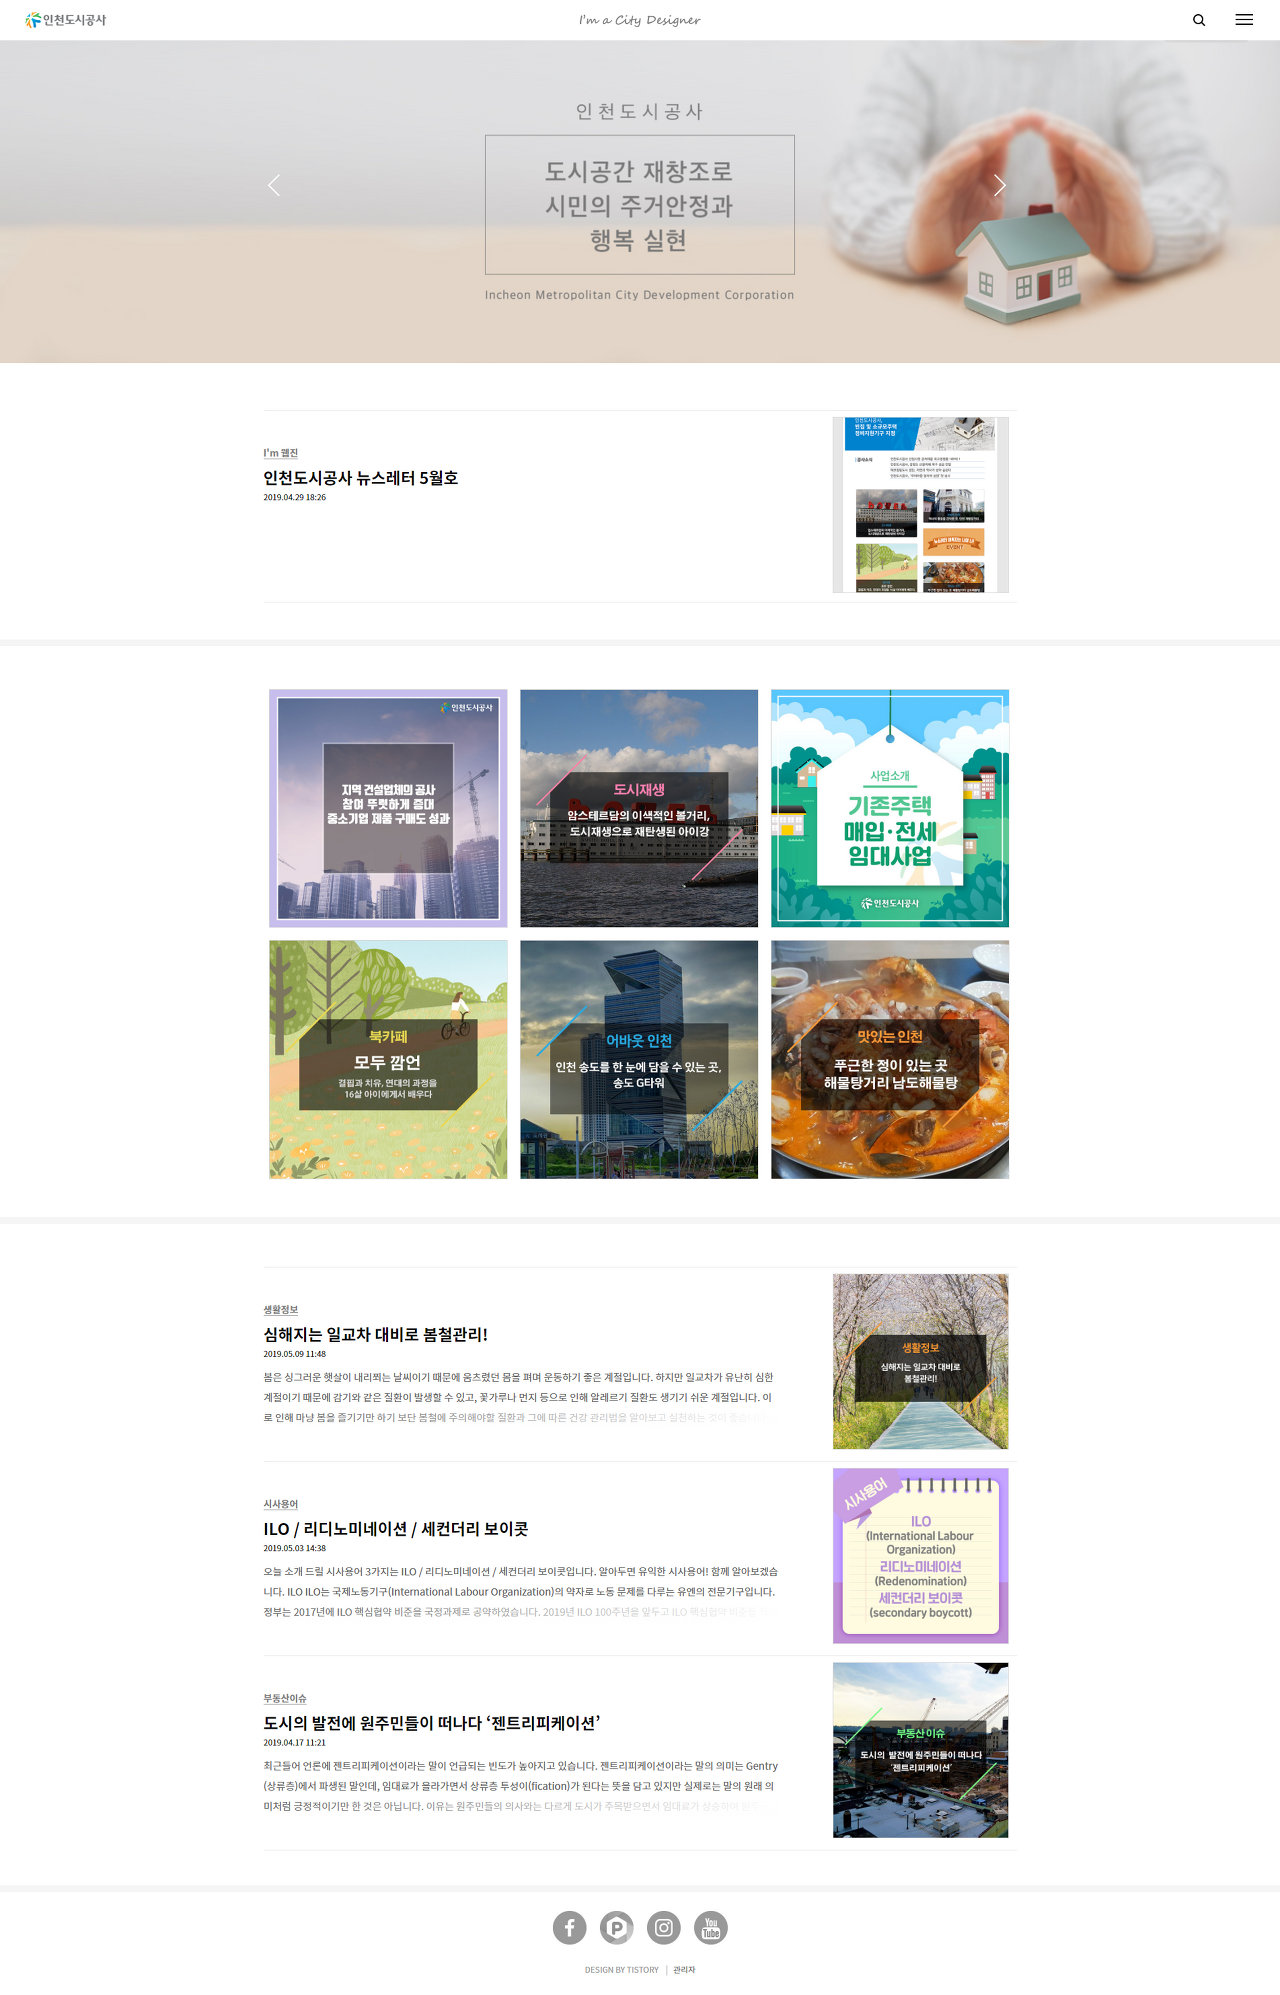 인천도시공사
I'm a City Designer
인천도시공사
도시공간 재창조로
시민의 주거안정과
행복 실현
Incheon Metropolitan City Development Corporation
I'm 웹진
인천도시공사 뉴스레터 5월호
2019.04.29 18:26
인천도시공사,
빈집 및 소규모주택
정비지원기구 지정
EVENT
인천도시공사
지역 건설업체의 공사
참여 뚜렷하게 증대
중소기업 제품 구매도 성과
도시재생
암스테르담의 이색적인 볼거리,
도시재생으로 재탄생된 아이강
사업소개
기존주택
매입·전세
임대사업
인천도시공사
북카페
모두 깜언
결핍과 치유, 연대의 과정을
16살 아이에게서 배우다
어바웃 인천
인천 송도를 한 눈에 담을 수 있는 곳,
송도 G타워
맛있는 인천
푸근한 정이 있는 곳
해물탕거리 남도해물탕
생활정보
심해지는 일교차 대비로 봄철관리!
2019.05.09 11:48
봄은 싱그러운 햇살이 내리쬐는 날씨이기 때문에 움츠렸던 몸을 펴며 운동하기 좋은 계절입니다. 하지만 일교차가 유난히 심한
계절이기 때문에 감기와 같은 질환이 발생할 수 있고, 꽃가루나 먼지 등으로 인해 알레르기 질환도 생기기 쉬운 계절입니다. 이
로 인해 마냥 봄을 즐기기만 하기 보단 봄철에 주의해야할 질환과 그에 따른 건강 관리법을 알아보고 실천하는 것이 좋습니다.
생활정보
심해지는 일교차 대비로
봄철관리!
시사용어
ILO / 리디노미네이션 / 세컨더리 보이콧
2019.05.03 14:38
오늘 소개 드릴 시사용어 3가지는 ILO / 리디노미네이션 / 세컨더리 보이콧입니다. 알아두면 유익한 시사용어! 함께 알아보겠습
니다. ILO ILO는 국제노동기구(International Labour Organization)의 약자로 노동 문제를 다루는 유엔의 전문기구입니다.
정부는 2017년에 ILO 핵심협약 비준을 국정과제로 공약하였습니다. 2019년 ILO 100주년을 앞두고 ILO 핵심협약 비준을
시사용어
ILO
(International Labour
Organization)
리디노미네이션
(Redenomination)
세컨더리 보이콧
(secondary boycott)
부동산이슈
도시의 발전에 원주민들이 떠나다 ‘젠트리피케이션’
2019.04.17 11:21
최근들어 언론에 젠트리피케이션이라는 말이 언급되는 빈도가 높아지고 있습니다. 젠트리피케이션이라는 말의 의미는 Gentry
(상류층)에서 파생된 말인데, 임대료가 올라가면서 상류층 투성이(fication)가 된다는 뜻을 담고 있지만 실제로는 말의 원래 의
미처럼 긍정적이기만 한 것은 아닙니다. 이유는 원주민들의 의사와는 다르게 도시가 주목받으면서 임대료가 상승하여
부동산 이슈
도시의 발전에 원주민들이 떠나다
‘젠트리피케이션’
You
Tube
DESIGN BY TISTORY
관리자